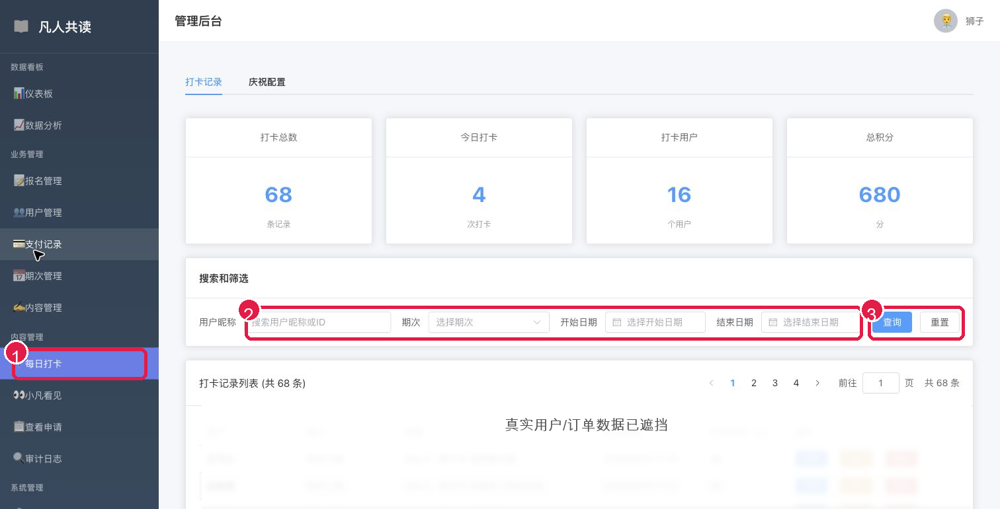 凡人共读
管理后台
狮子
数据看板
仪表板
数据分析
业务管理
报名管理
用户管理
支付记录
期次管理
内容管理
内容管理
每日打卡
小凡看见
查看申请
审计日志
系统管理
打卡记录 庆祝配置
打卡总数 今日打卡 打卡用户 总积分
68 4 16 680
条记录 次打卡 个用户 分
搜索和筛选
用户昵称 搜索用户昵称或ID 期次 选择期次 开始日期 选择开始日期 结束日期 选择结束日期 查询 重置
1
2
3
打卡记录列表 (共 68 条) 1 2 3 4 前往 1 页 共 68 条
真实用户/订单数据已遮挡